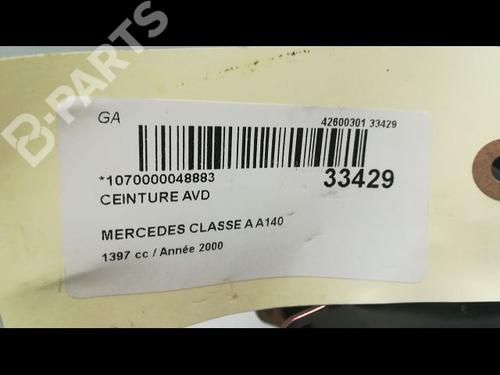 B-PARTS
GA
42600301 33429
*1070000048883
33429
CEINTURE AVD
MERCEDES CLASSE A A140
1397 cc / Année 2000